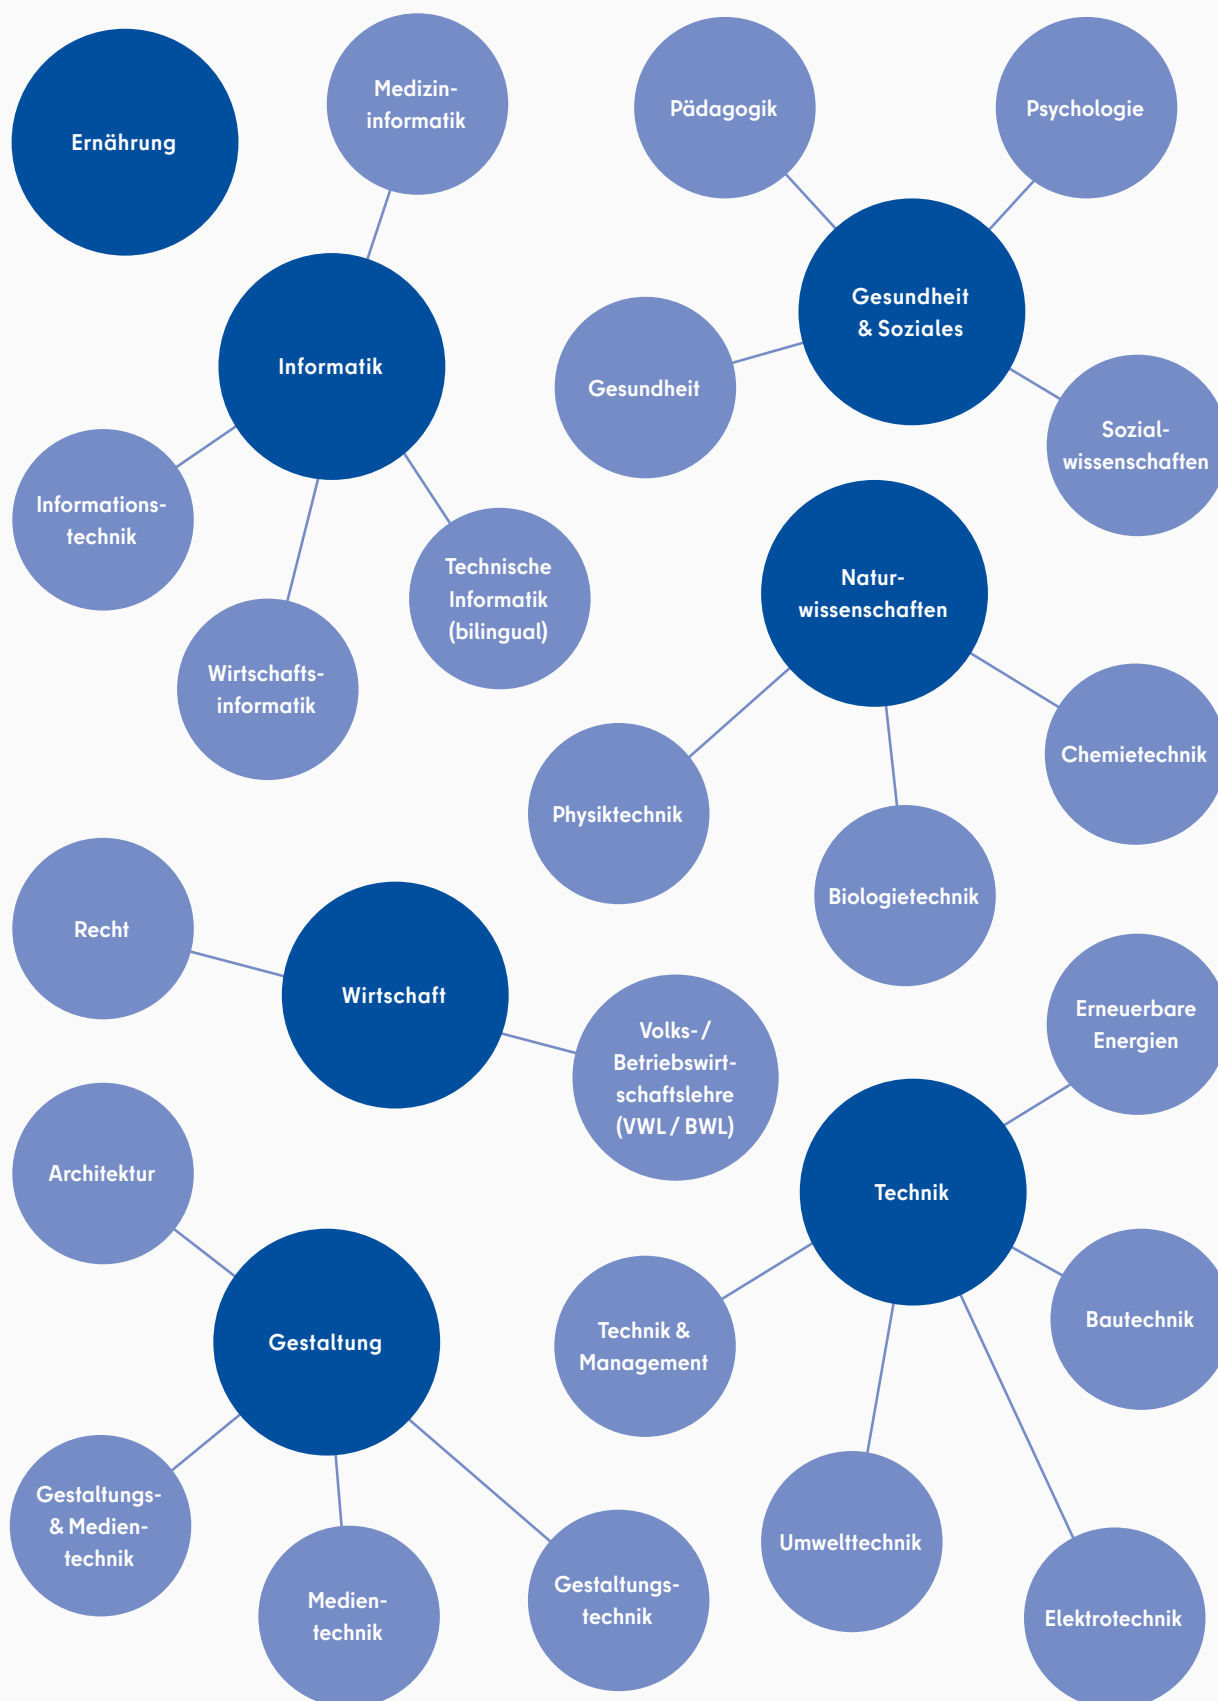 Ernährung
Medizin-
informatik
Informatik
Informations-
technik
Wirtschafts-
informatik
Technische
Informatik
(bilingual)
Pädagogik
Psychologie
Gesundheit
& Soziales
Gesundheit
Sozial-
wissenschaften
Natur-
wissenschaften
Physiktechnik
Biologietechnik
Chemietechnik
Recht
Wirtschaft
Volks- /
Betriebswirt-
schaftslehre
(VWL / BWL)
Architektur
Gestaltung
Gestaltungs-
& Medien-
technik
Medien-
technik
Gestaltungs-
technik
Erneuerbare
Energien
Technik
Technik &
Management
Bautechnik
Umwelttechnik
Elektrotechnik